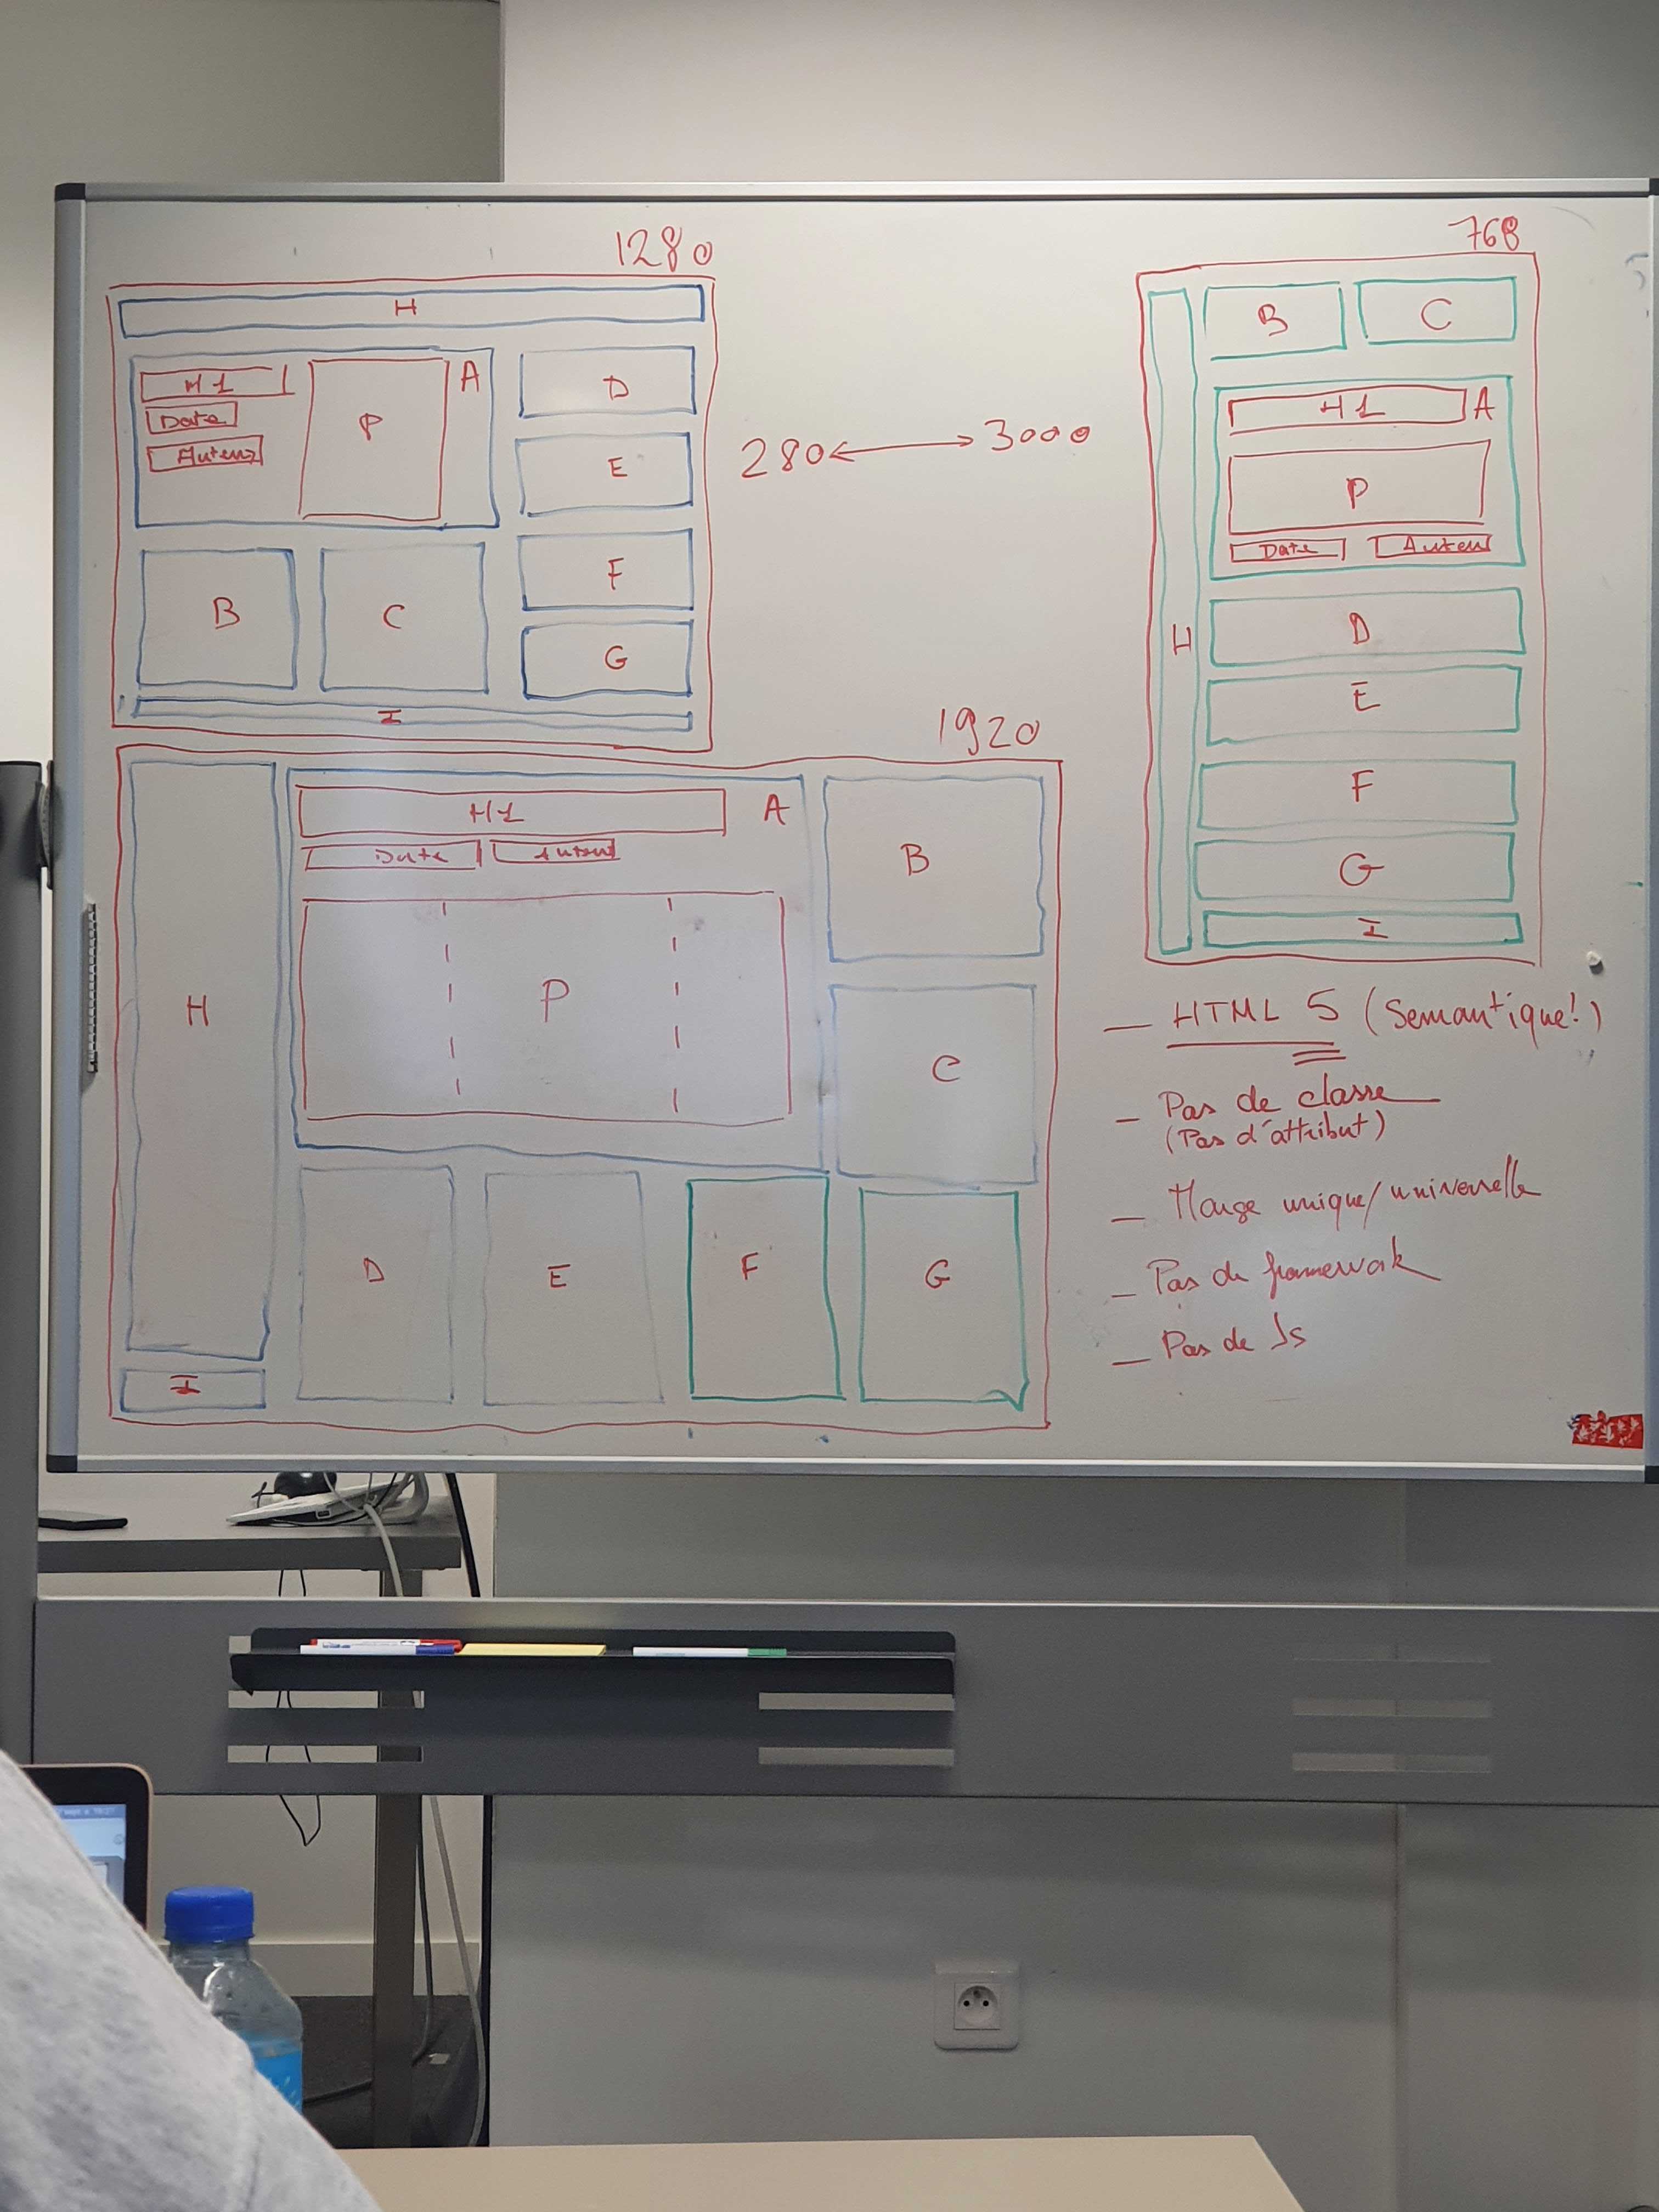 1280
H
H1
A
P
Date
Auteur
D
E
F
G
B
C
I
280 ↔ 3000
768
B C
H1 A
P
Date Auteur
H
D
E
F
G
I
1920
H1 A
Date Auteur
P
B
C
H
D E F G
I
— HTML 5 (Semantique!)
— Pas de classe
(Pas d'attribut)
— Marge unique/universelle
— Pas de framework
— Pas de Js